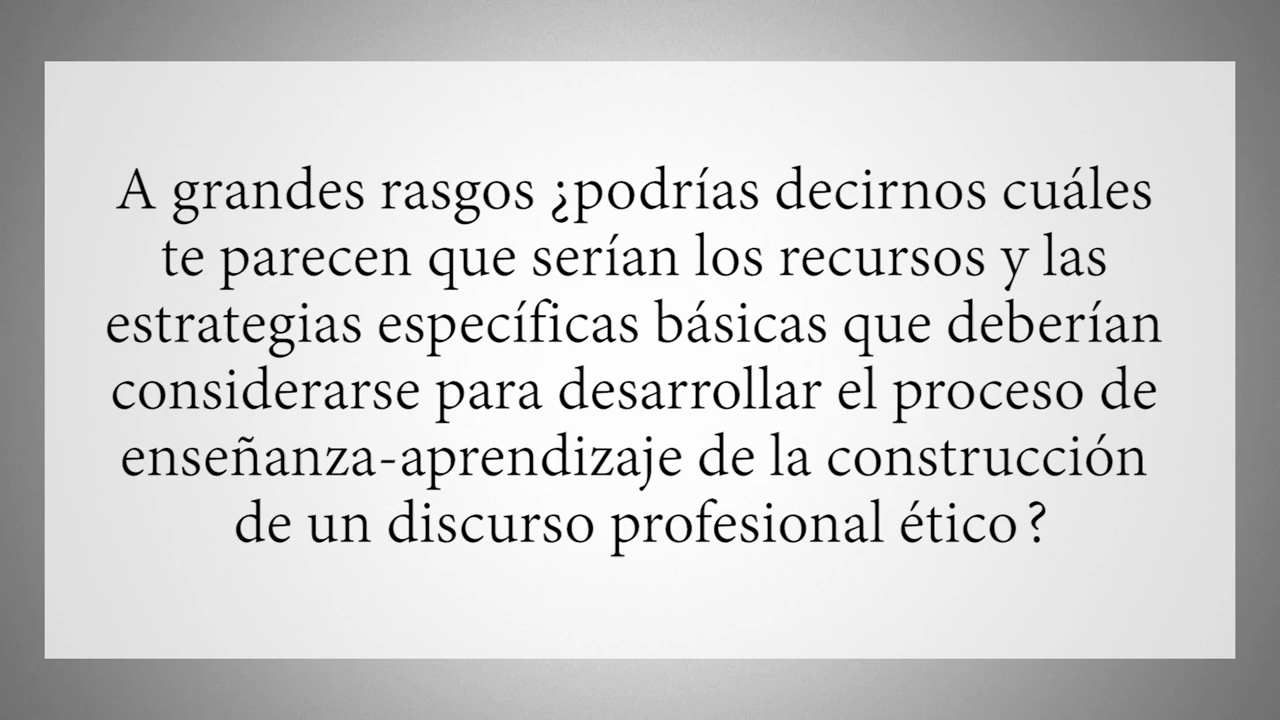 A grandes rasgos ¿podrías decirnos cuáles
te parecen que serían los recursos y las
estrategias específicas básicas que deberían
considerarse para desarrollar el proceso de
enseñanza-aprendizaje de la construcción
de un discurso profesional ético ?